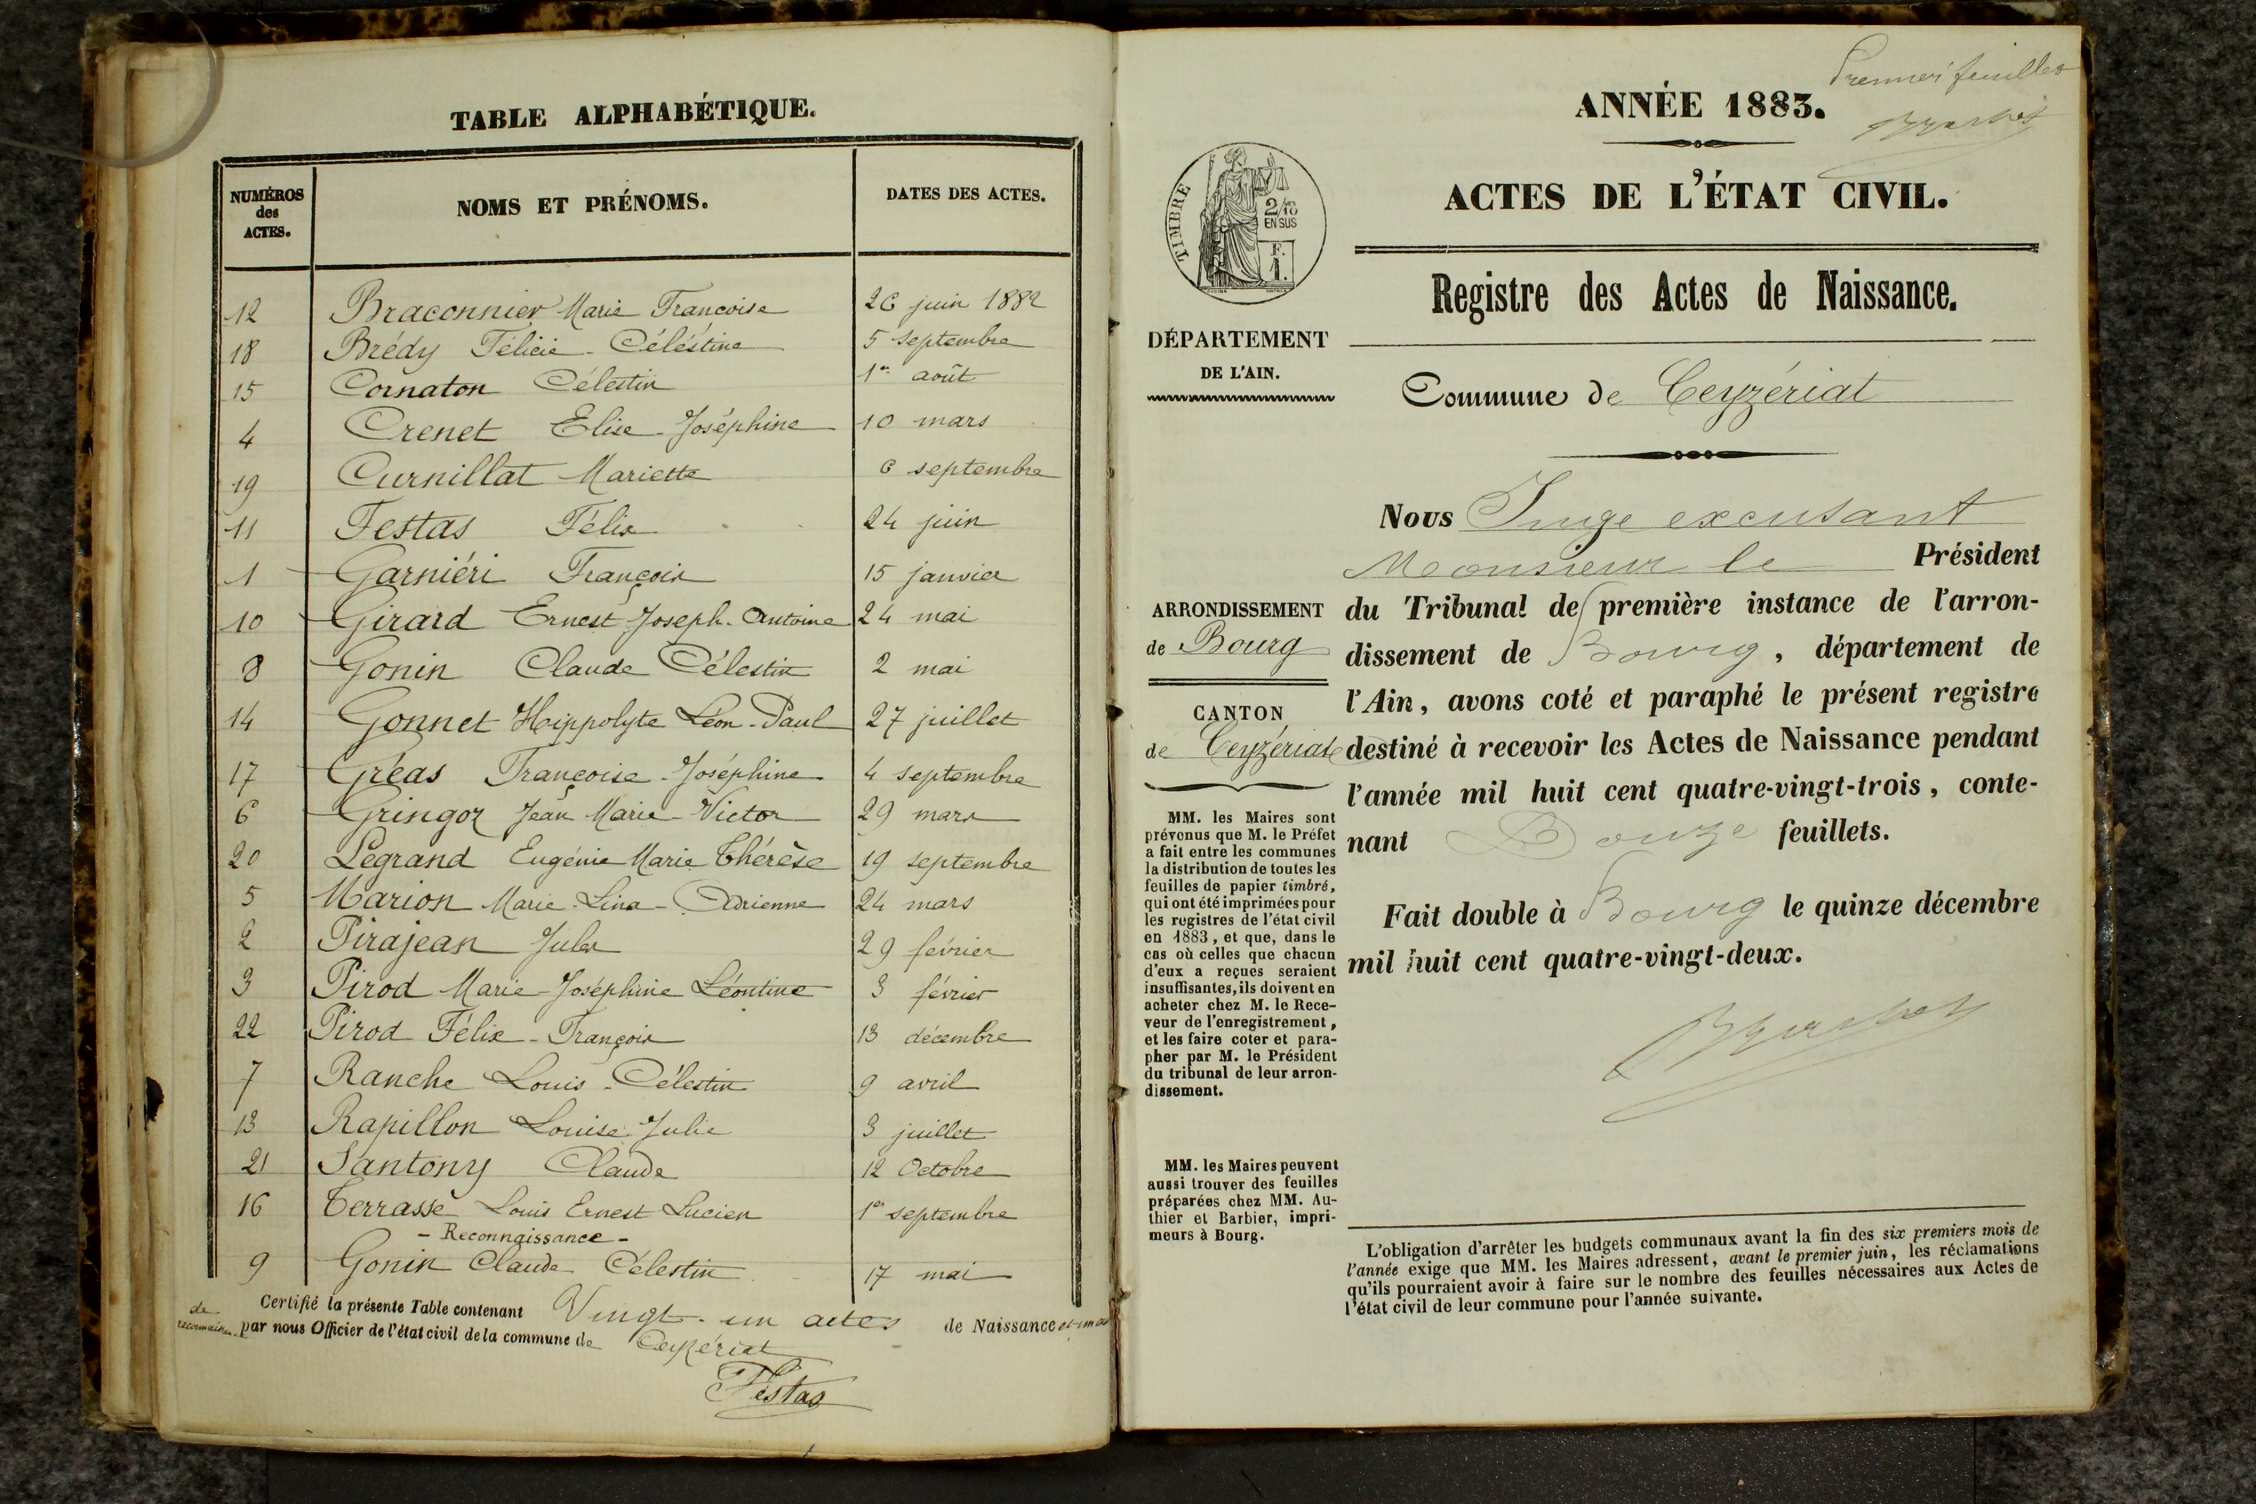 TABLE ALPHABÉTIQUE.
NUMÉROS des ACTES. NOMS ET PRÉNOMS. DATES DES ACTES.
12 Braconnier Marie Françoise 26 juin 1882
18 Brédy Félicie - Céléstine 5 septembre
15 Cornaton Célestin 1er août
4 Crenet Elise Joséphine 10 mars
19 Curnillat Mariette 6 septembre
11 Festas Félix 24 juin
1 Garniéri François 15 janvier
10 Girard Ernest Joseph - Antoine 24 mai
8 Gonin Claude Célestin 2 mai
14 Gonnet Hippolyte Léon - Paul 27 juillet
17 Gréas Françoise - Joséphine 4 septembre
6 Gringoz Jean Marie - Victor 29 mars
20 Legrand Eugénie Marie Thérèse 19 septembre
5 Marion Marie - Lina - Adrienne 24 mars
2 Pirajean Jules 29 février
3 Pirod Marie - Joséphine Léontine 3 février
22 Pirod Félix - François 13 décembre
7 Ranche Louis - Célestin 9 avril
13 Rapillon Louise Julie 3 juillet
21 Santony Claude 12 Octobre
16 Terrasse Louis Ernest Lucien 1er septembre
- Reconnaissance -
9 Gonin Claude Célestin 17 mai
Certifié la présente Table contenant Vingt-un actes de Naissance et un acte
de reconnaissance par nous Officier de l'état civil de la commune de Ceyzériat
Festas
Premier feuillet
ANNÉE 1883.
ACTES DE L'ÉTAT CIVIL.
TIMBRE
2/10
EN SUS
F.
1.
Registre des Actes de Naissance.
DÉPARTEMENT
DE L'AIN.
Commune de Ceyzériat
Nous Juge excusant
Monsieur le Président
du Tribunal de première instance de l'arron-
dissement de Bourg, département de
l'Ain, avons coté et paraphé le présent registre
destiné à recevoir les Actes de Naissance pendant
l'année mil huit cent quatre-vingt-trois, conte-
nant Douze feuillets.
Fait double à Bourg le quinze décembre
mil huit cent quatre-vingt-deux.
ARRONDISSEMENT
de Bourg
CANTON
de Ceyzériat
MM. les Maires sont
prévenus que M. le Préfet
a fait entre les communes
la distribution de toutes les
feuilles de papier timbré,
qui ont été imprimées pour
les registres de l'état civil
en 1883, et que, dans le
cas où celles que chacun
d'eux a reçues seraient
insuffisantes, ils doivent en
acheter chez M. le Rece-
veur de l'enregistrement,
et les faire coter et para-
pher par M. le Président
du tribunal de leur arron-
dissement.
MM. les Maires peuvent
aussi trouver des feuilles
préparées chez MM. Au-
thier et Barbier, impri-
meurs à Bourg.
L'obligation d'arrêter les budgets communaux avant la fin des six premiers mois de
l'année exige que MM. les Maires adressent, avant le premier juin, les réclamations
qu'ils pourraient avoir à faire sur le nombre des feuilles nécessaires aux Actes de
l'état civil de leur commune pour l'année suivante.